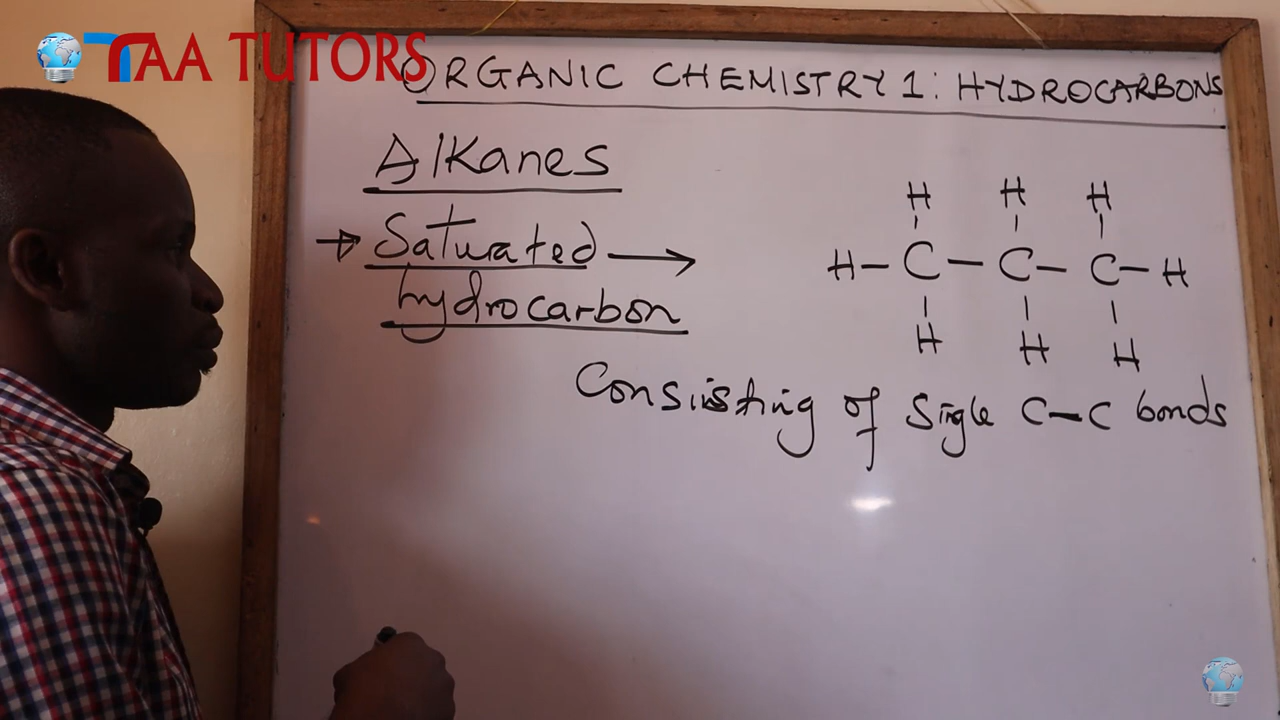 TAA TUTORS
ORGANIC CHEMISTRY 1: HYDROCARBONS
Alkanes
Saturated
hydrocarbon
H H H
H - C - C - C - H
H H H
Consisting of single C-C bonds